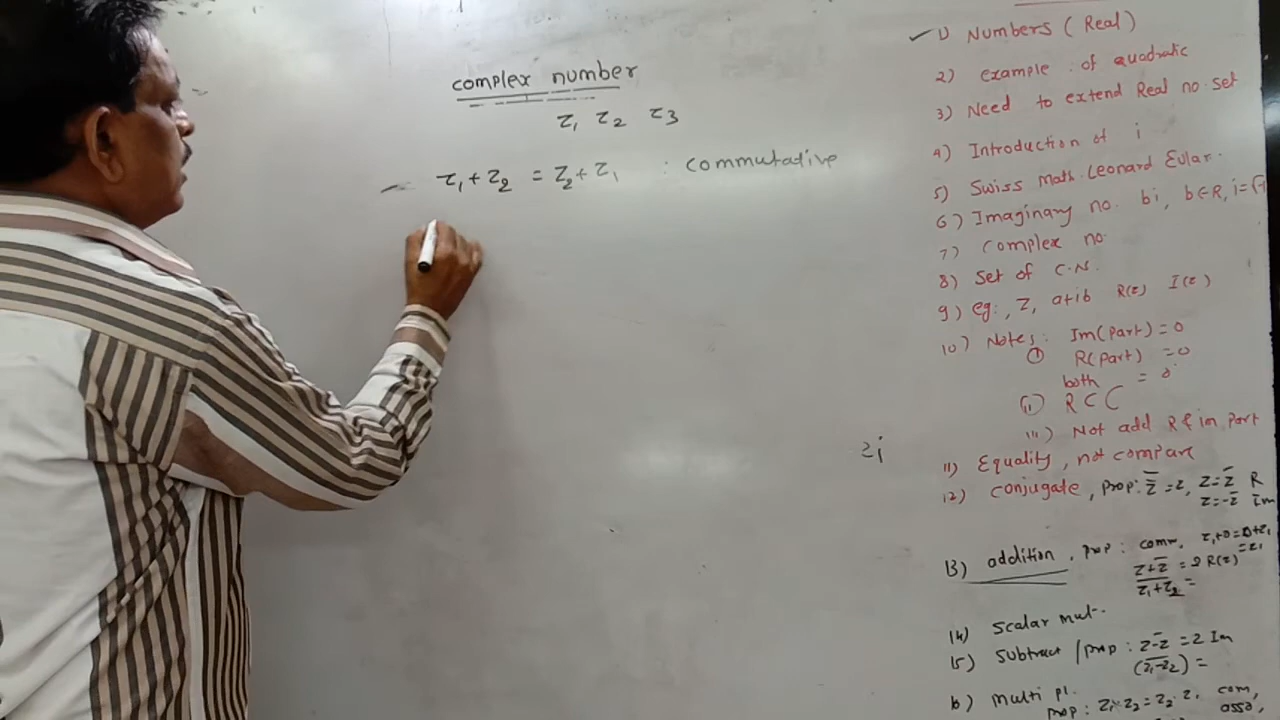 complex number
z₁ z₂ z₃
z₁ + z₂ = z₂ + z₁ : commutative
zᵢ
✓ 1) Numbers ( Real )
2) example of quadratic
3) Need to extend Real no. set
4) Introduction of i
5) Swiss Math. Leonard Eular.
6) Imaginary no. bi, b∈R, i=√
7) Complex no.
8) Set of C.N.
9) eg:, Z, a+ib R(z) I(z)
10) Notes: Im(part) = 0
① R(part) = 0
both = 0
(ii) R ⊂ C
iii) Not add R & im part
11) Equality, not compare
12) conjugate, prop: z̿ = z, z = z̄ R
z = -z̄ Im
13) addition, prop: comm, z₁+0=0+z₁
= z₁
z+z̄ = 2 R(z)
\overline{z₁+z₂} =
14) Scalar mul.
15) Subtract / prop: z-z̄ = 2 Im
(\overline{z₁-z₂}) =
multi pl.
prop: z₁×z₂ = z₂·z, com,
asso,